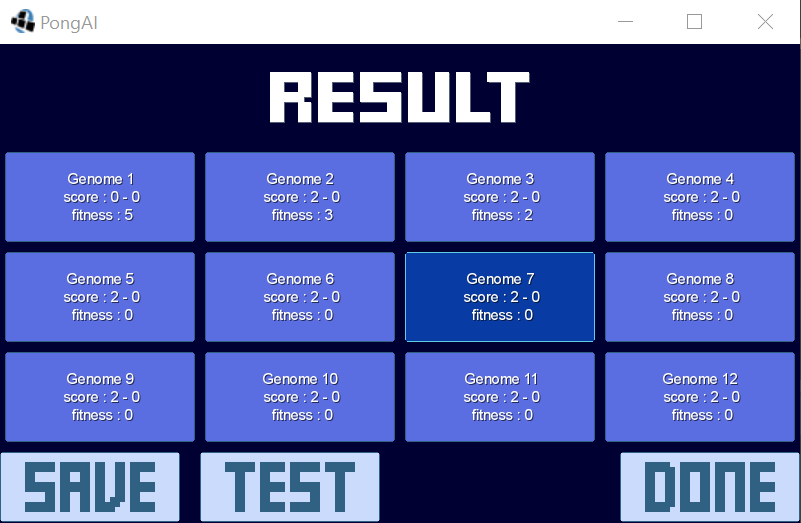 PongAI
RESULT
Genome 1
score : 0 - 0
fitness : 5
Genome 2
score : 2 - 0
fitness : 3
Genome 3
score : 2 - 0
fitness : 2
Genome 4
score : 2 - 0
fitness : 0
Genome 5
score : 2 - 0
fitness : 0
Genome 6
score : 2 - 0
fitness : 0
Genome 7
score : 2 - 0
fitness : 0
Genome 8
score : 2 - 0
fitness : 0
Genome 9
score : 2 - 0
fitness : 0
Genome 10
score : 2 - 0
fitness : 0
Genome 11
score : 2 - 0
fitness : 0
Genome 12
score : 2 - 0
fitness : 0
SAVE
TEST
DONE